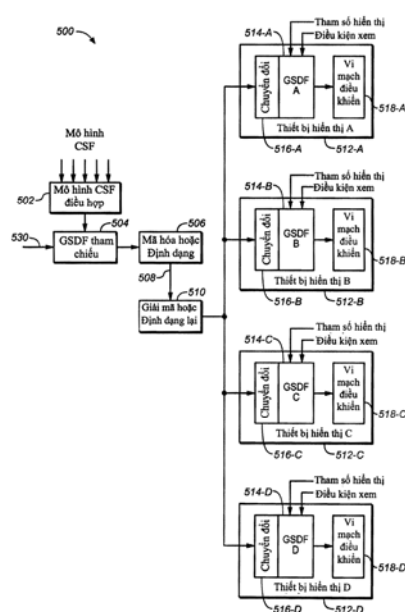 500
Mô hình
CSF
502
Mô hình CSF
điều hợp
504
530
GSDF tham
chiếu
506
Mã hóa hoặc
Định dạng
508
510
Giải mã hoặc
Định dạng lại
Tham số hiển thị
Điều kiện xem
514-A
Chuyển đổi
GSDF
A
Vi
mạch
điều
khiển
518-A
Thiết bị hiển thị A
516-A
512-A
Tham số hiển thị
Điều kiện xem
514-B
Chuyển đổi
GSDF
B
Vi
mạch
điều
khiển
518-B
Thiết bị hiển thị B
516-B
512-B
Tham số hiển thị
Điều kiện xem
514-C
Chuyển đổi
GSDF
C
Vi
mạch
điều
khiển
518-C
Thiết bị hiển thị C
516-C
512-C
Tham số hiển thị
Điều kiện xem
514-D
Chuyển đổi
GSDF
D
Vi
mạch
điều
khiển
518-D
Thiết bị hiển thị D
516-D
512-D